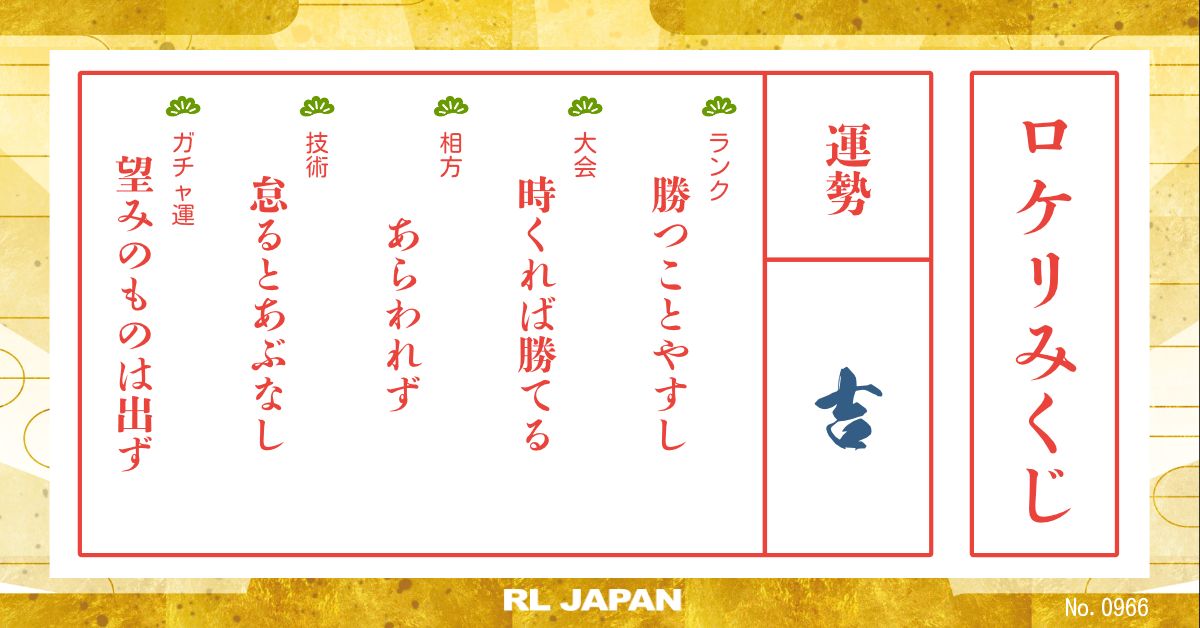 ロケリみくじ
運勢
吉
ランク
勝つことやすし
大会
時くれば勝てる
相方
あらわれず
技術
怠るとあぶなし
ガチャ運
望みのものは出ず
RL JAPAN
No. 0966